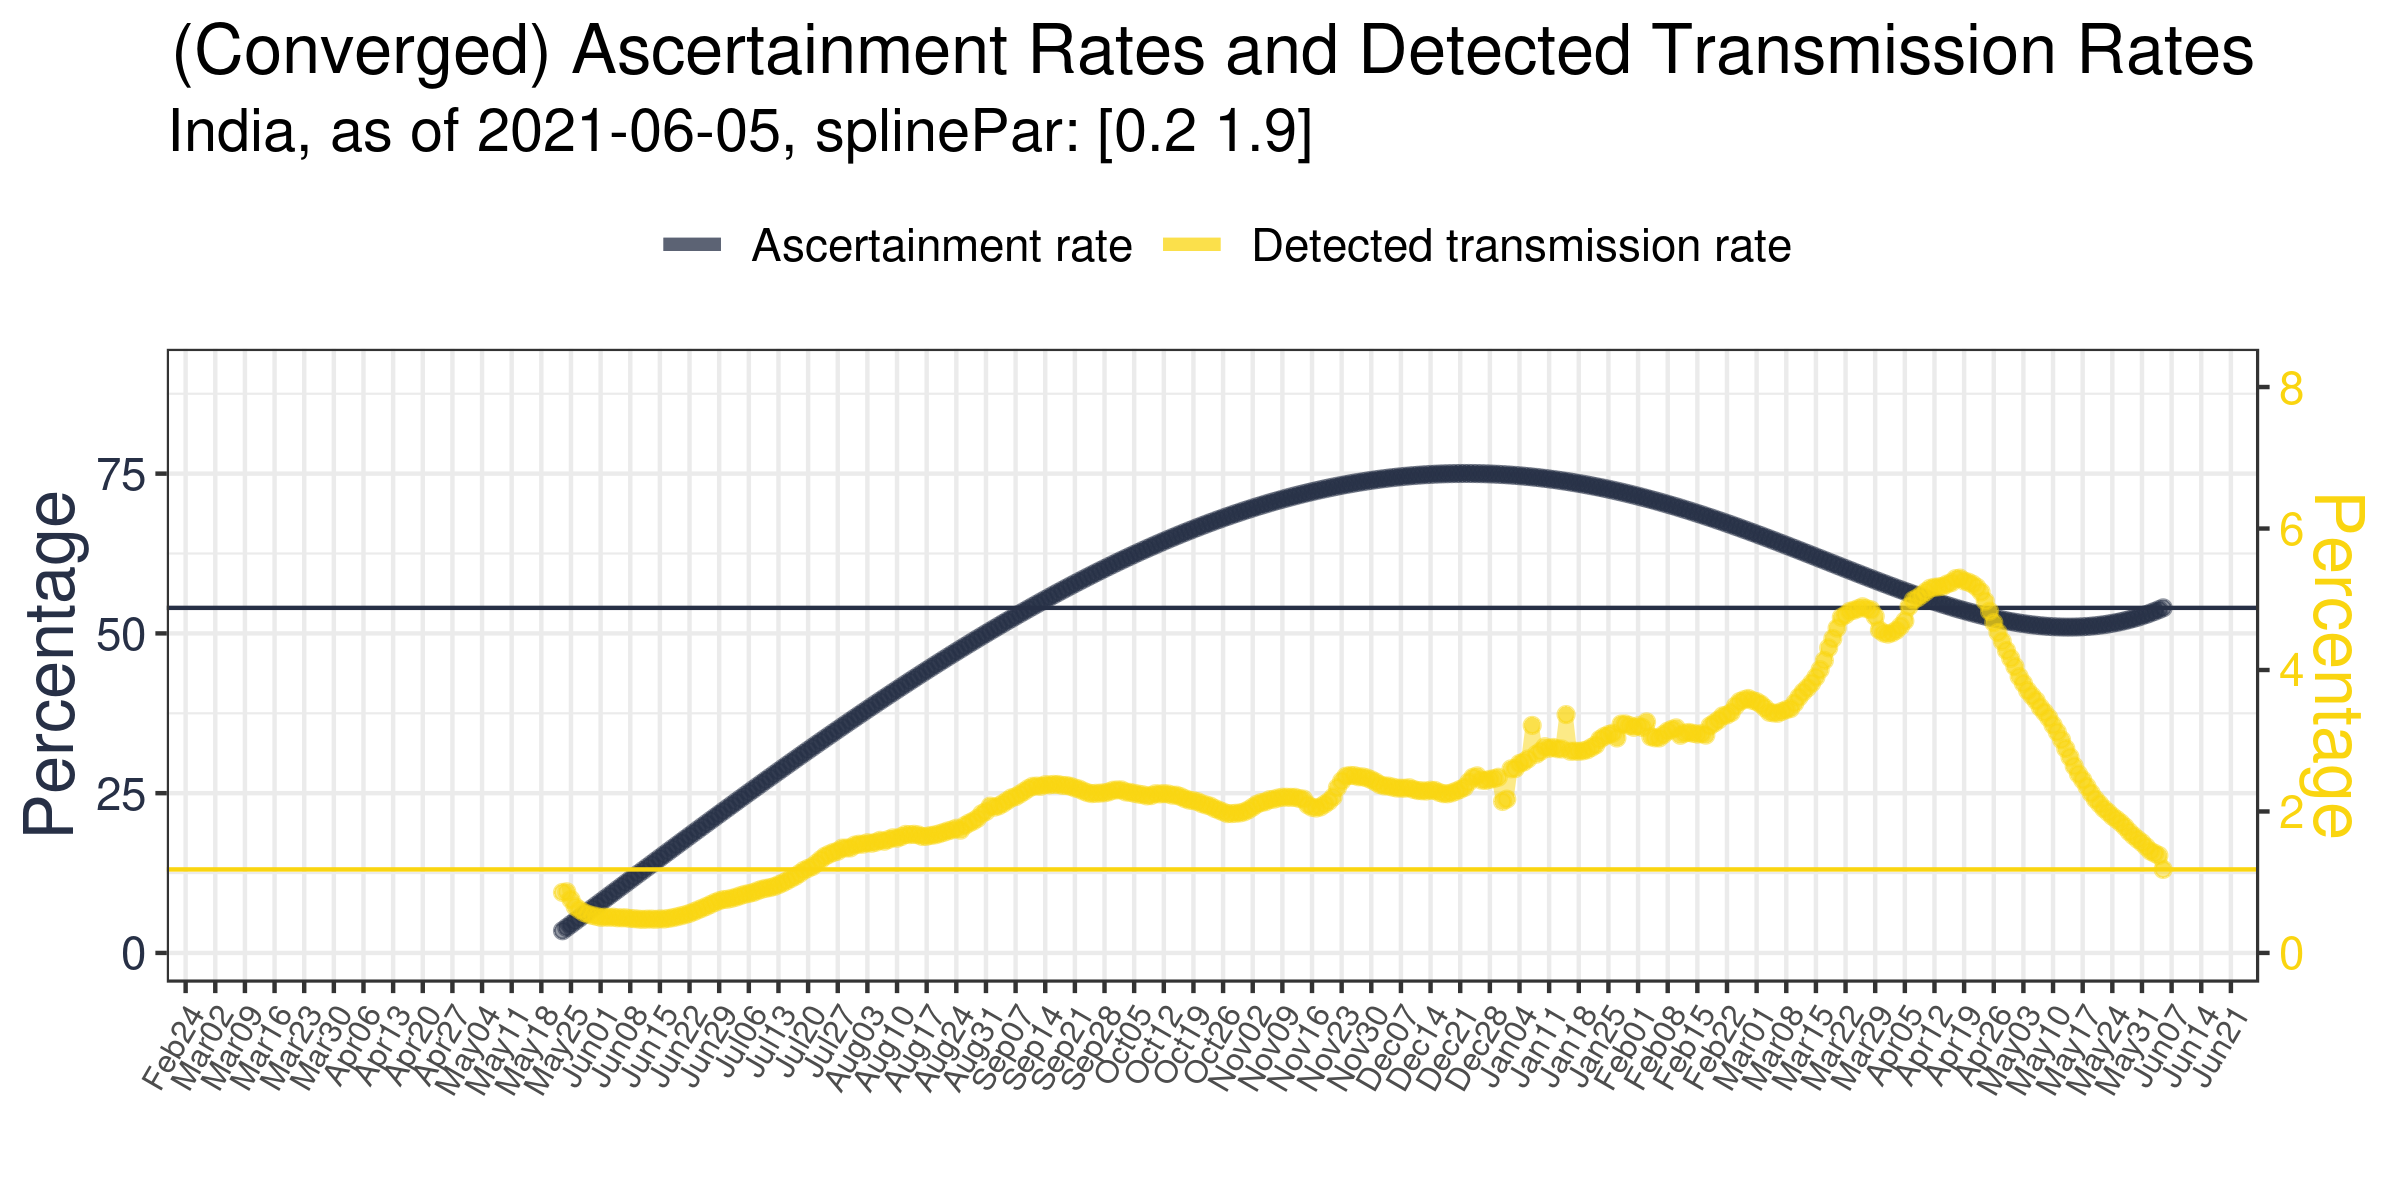 (Converged) Ascertainment Rates and Detected Transmission Rates
India, as of 2021-06-05, splinePar: [0.2 1.9]
Ascertainment rate
Detected transmission rate
Percentage
75
50
25
0
8
6
4
2
0
Percentage
Feb24
Mar02
Mar09
Mar16
Mar23
Mar30
Apr06
Apr13
Apr20
Apr27
May04
May11
May18
May25
Jun01
Jun08
Jun15
Jun22
Jun29
Jul06
Jul13
Jul20
Jul27
Aug03
Aug10
Aug17
Aug24
Aug31
Sep07
Sep14
Sep21
Sep28
Oct05
Oct12
Oct19
Oct26
Nov02
Nov09
Nov16
Nov23
Nov30
Dec07
Dec14
Dec21
Dec28
Jan04
Jan11
Jan18
Jan25
Feb01
Feb08
Feb15
Feb22
Mar01
Mar08
Mar15
Mar22
Mar29
Apr05
Apr12
Apr19
Apr26
May03
May10
May17
May24
May31
Jun07
Jun14
Jun21